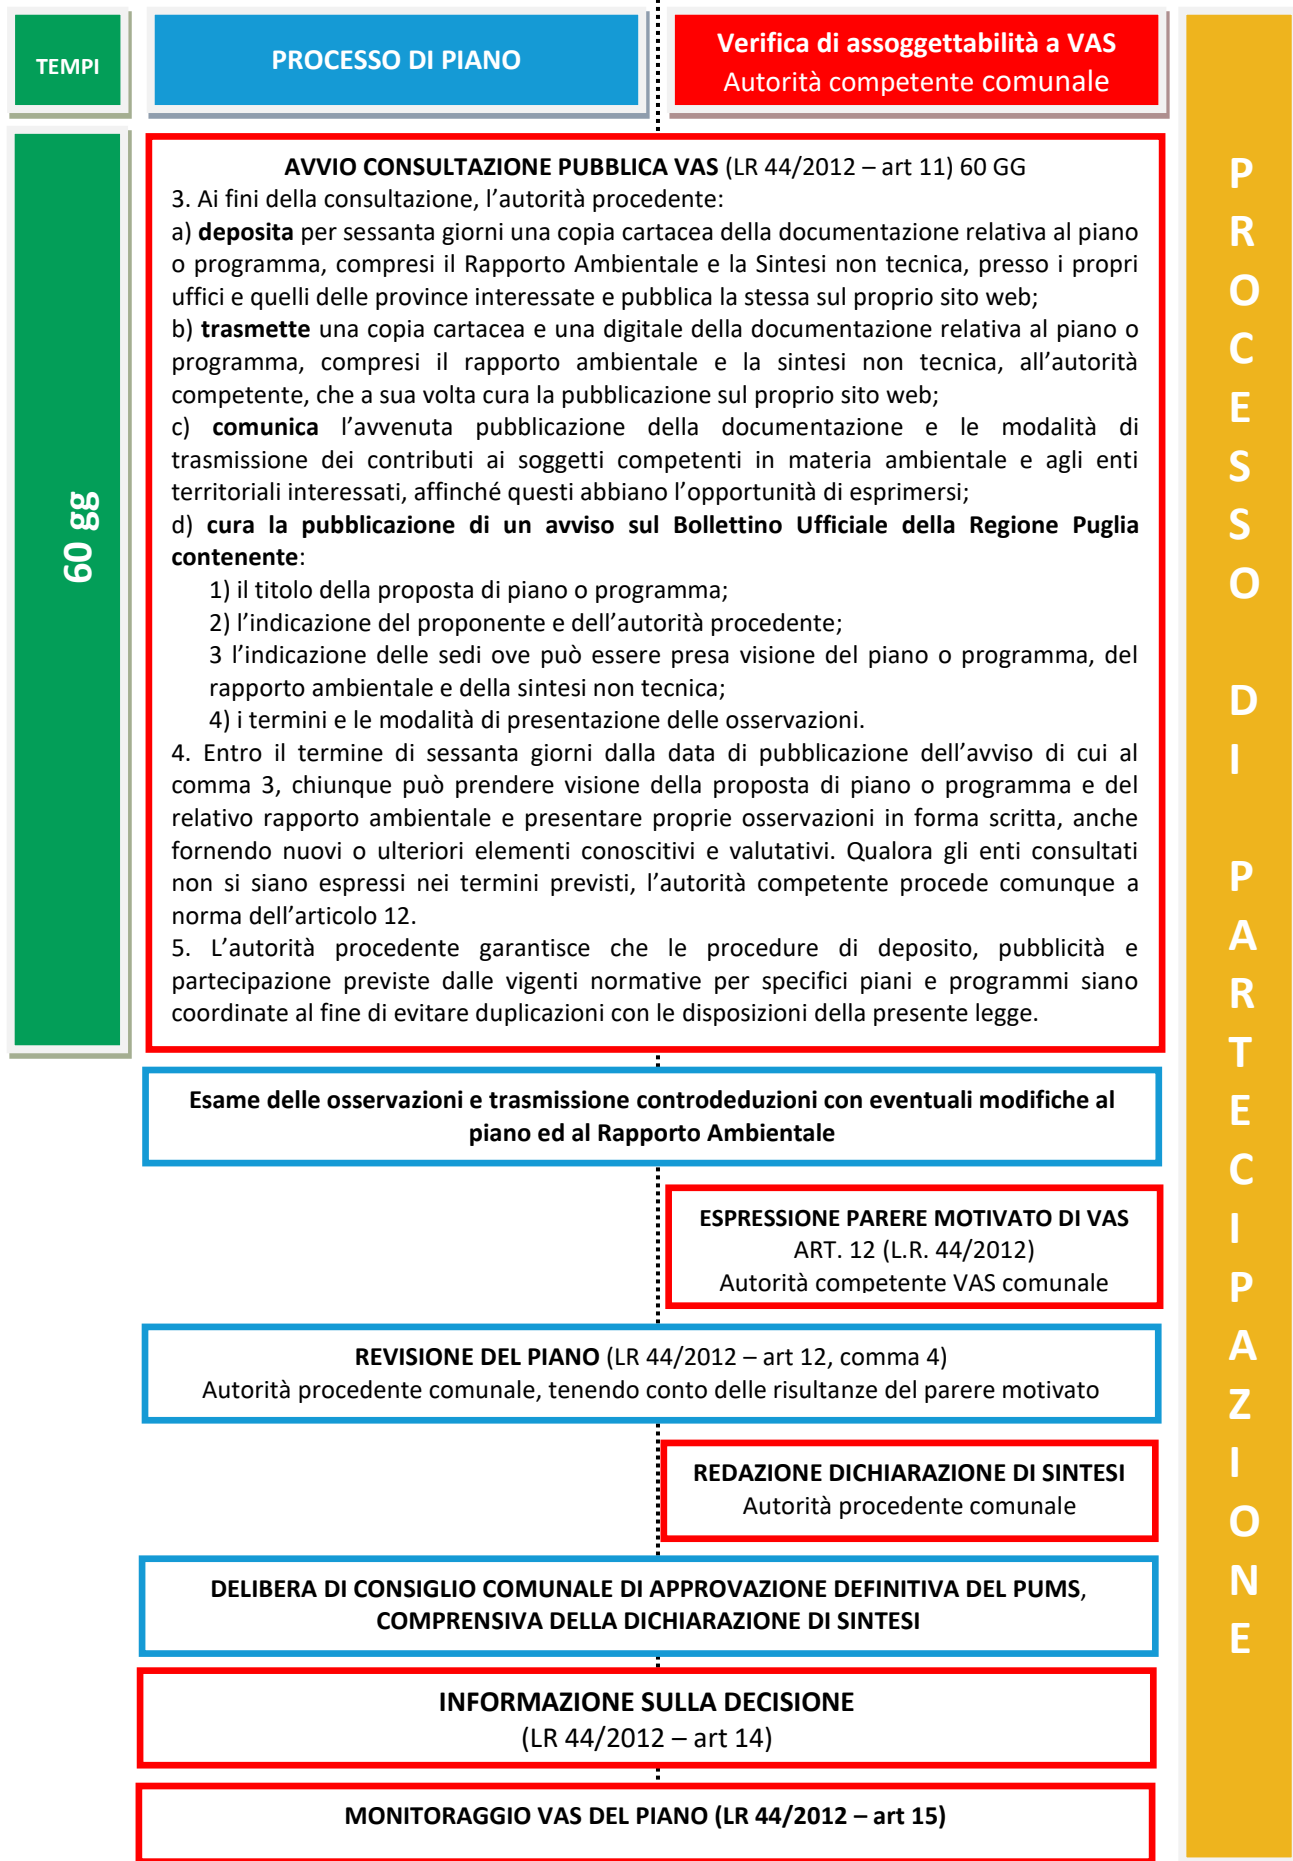 TEMPI
PROCESSO DI PIANO
Verifica di assoggettabilità a VAS
Autorità competente comunale
60 gg
AVVIO CONSULTAZIONE PUBBLICA VAS (LR 44/2012 – art 11) 60 GG
3. Ai fini della consultazione, l’autorità procedente:
a) deposita per sessanta giorni una copia cartacea della documentazione relativa al piano
o programma, compresi il Rapporto Ambientale e la Sintesi non tecnica, presso i propri
uffici e quelli delle province interessate e pubblica la stessa sul proprio sito web;
b) trasmette una copia cartacea e una digitale della documentazione relativa al piano o
programma, compresi il rapporto ambientale e la sintesi non tecnica, all’autorità
competente, che a sua volta cura la pubblicazione sul proprio sito web;
c) comunica l’avvenuta pubblicazione della documentazione e le modalità di
trasmissione dei contributi ai soggetti competenti in materia ambientale e agli enti
territoriali interessati, affinché questi abbiano l’opportunità di esprimersi;
d) cura la pubblicazione di un avviso sul Bollettino Ufficiale della Regione Puglia
contenente:
1) il titolo della proposta di piano o programma;
2) l’indicazione del proponente e dell’autorità procedente;
3 l’indicazione delle sedi ove può essere presa visione del piano o programma, del
rapporto ambientale e della sintesi non tecnica;
4) i termini e le modalità di presentazione delle osservazioni.
4. Entro il termine di sessanta giorni dalla data di pubblicazione dell’avviso di cui al
comma 3, chiunque può prendere visione della proposta di piano o programma e del
relativo rapporto ambientale e presentare proprie osservazioni in forma scritta, anche
fornendo nuovi o ulteriori elementi conoscitivi e valutativi. Qualora gli enti consultati
non si siano espressi nei termini previsti, l’autorità competente procede comunque a
norma dell’articolo 12.
5. L’autorità procedente garantisce che le procedure di deposito, pubblicità e
partecipazione previste dalle vigenti normative per specifici piani e programmi siano
coordinate al fine di evitare duplicazioni con le disposizioni della presente legge.
Esame delle osservazioni e trasmissione controdeduzioni con eventuali modifiche al
piano ed al Rapporto Ambientale
ESPRESSIONE PARERE MOTIVATO DI VAS
ART. 12 (L.R. 44/2012)
Autorità competente VAS comunale
REVISIONE DEL PIANO (LR 44/2012 – art 12, comma 4)
Autorità procedente comunale, tenendo conto delle risultanze del parere motivato
REDAZIONE DICHIARAZIONE DI SINTESI
Autorità procedente comunale
DELIBERA DI CONSIGLIO COMUNALE DI APPROVAZIONE DEFINITIVA DEL PUMS,
COMPRENSIVA DELLA DICHIARAZIONE DI SINTESI
INFORMAZIONE SULLA DECISIONE
(LR 44/2012 – art 14)
MONITORAGGIO VAS DEL PIANO (LR 44/2012 – art 15)
PROCESSO DI PARTECIPAZIONE